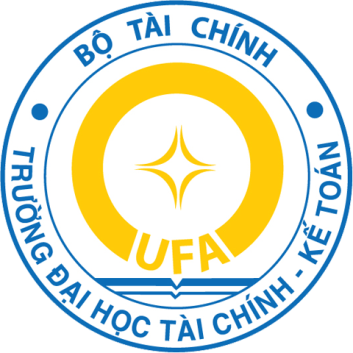 BỘ TÀI CHÍNH
TRƯỜNG ĐẠI HỌC TÀI CHÍNH - KẾ TOÁN
UFA